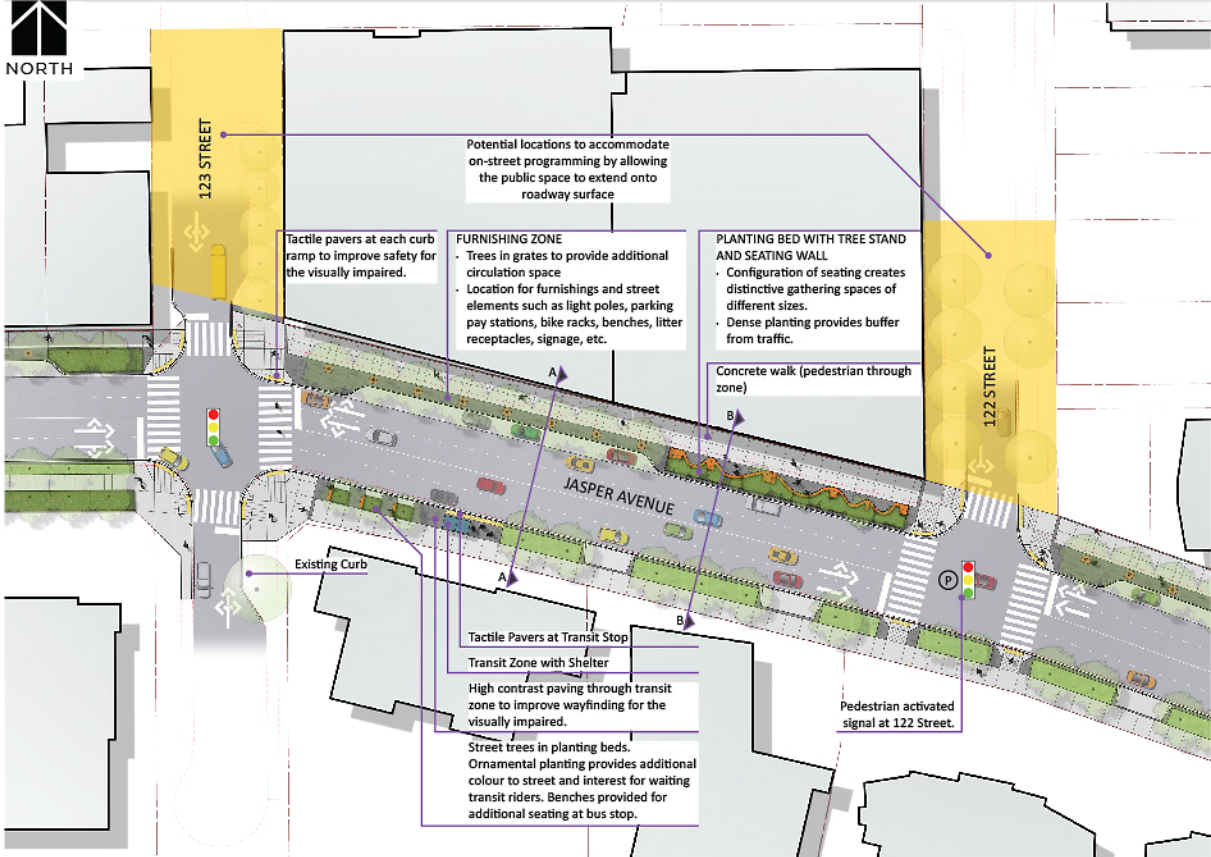 NORTH
123 STREET
Potential locations to accommodate
on-street programming by allowing
the public space to extend onto
roadway surface
Tactile pavers at each curb
ramp to improve safety for
the visually impaired.
FURNISHING ZONE
· Trees in grates to provide additional
circulation space
· Location for furnishings and street
elements such as light poles, parking
pay stations, bike racks, benches, litter
receptacles, signage, etc.
PLANTING BED WITH TREE STAND
AND SEATING WALL
· Configuration of seating creates
distinctive gathering spaces of
different sizes.
· Dense planting provides buffer
from traffic.
Concrete walk (pedestrian through
zone)
122 STREET
A
B
JASPER AVENUE
Existing Curb
A
B
P
Tactile Pavers at Transit Stop
Transit Zone with Shelter
High contrast paving through transit
zone to improve wayfinding for the
visually impaired.
Street trees in planting beds.
Ornamental planting provides additional
colour to street and interest for waiting
transit riders. Benches provided for
additional seating at bus stop.
Pedestrian activated
signal at 122 Street.